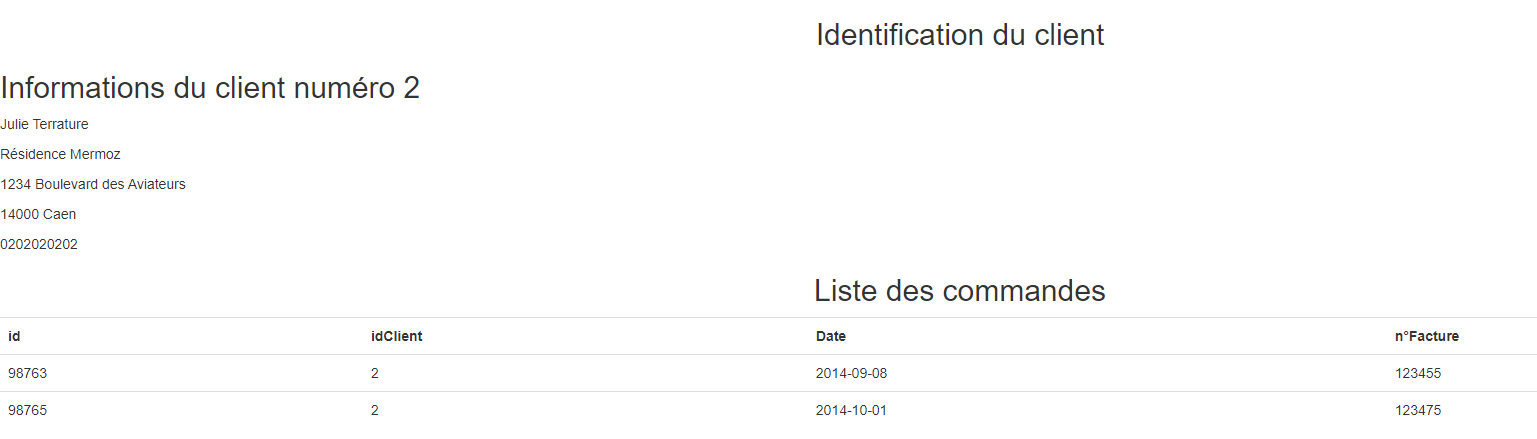 Identification du client
Informations du client numéro 2
Julie Terrature
Résidence Mermoz
1234 Boulevard des Aviateurs
14000 Caen
0202020202
Liste des commandes
id idClient Date n°Facture
98763 2 2014-09-08 123455
98765 2 2014-10-01 123475